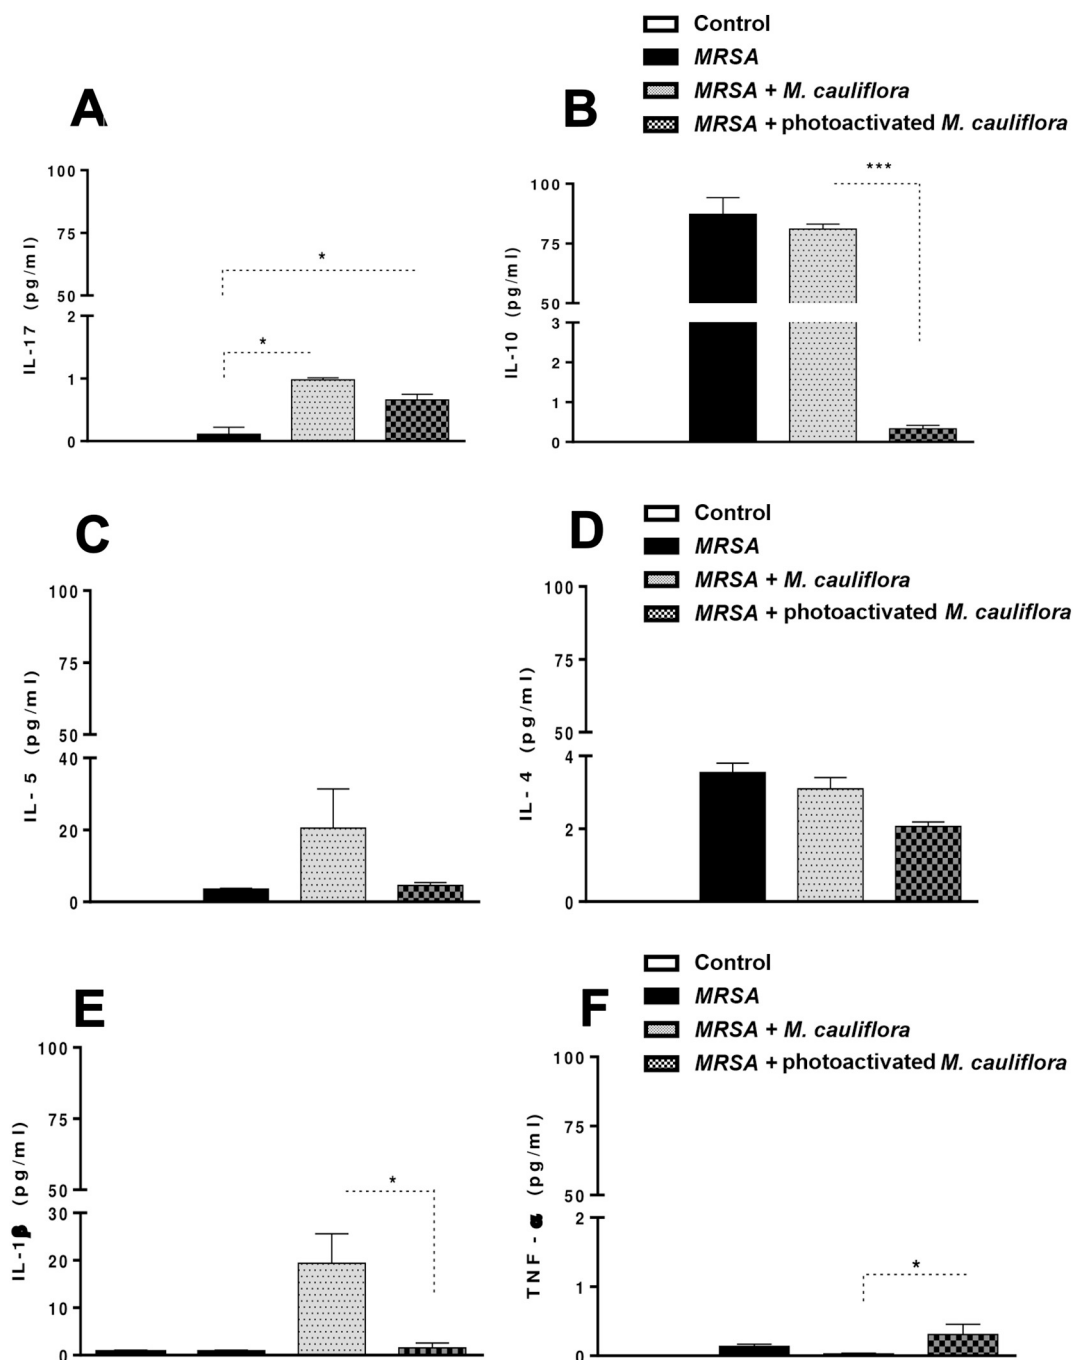 Control
MRSA
MRSA + M. cauliflora
MRSA + photoactivated M. cauliflora
A
100
75
50
2
1
0
IL-17 (pg/ml)
*
*
B
100
75
50
3
2
1
0
IL-10 (pg/ml)
***
C
100
75
50
40
20
0
IL- 5 (pg/ml)
Control
MRSA
MRSA + M. cauliflora
MRSA + photoactivated M. cauliflora
D
100
75
50
4
2
0
IL- 4 (pg/ml)
E
100
75
50
30
20
10
0
IL-1β (pg/ml)
*
Control
MRSA
MRSA + M. cauliflora
MRSA + photoactivated M. cauliflora
F
100
75
50
2
1
0
TNF -α (pg/ml)
*